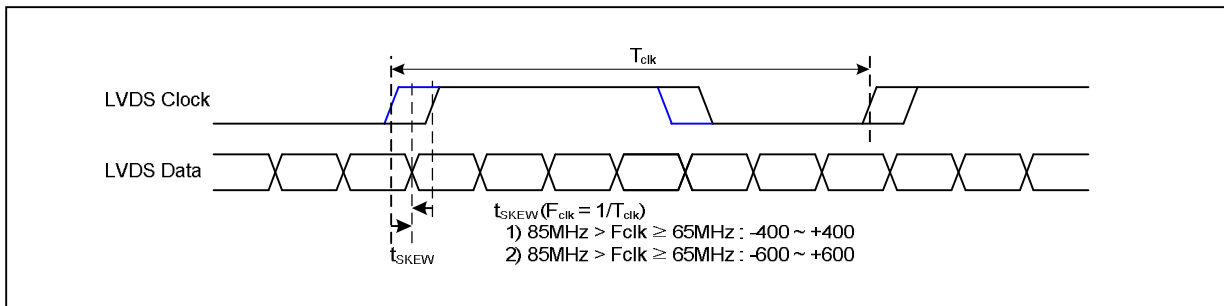 Tclk
LVDS Clock
LVDS Data
tSKEW (Fclk = 1/Tclk)
1) 85MHz > Fclk ≥ 65MHz : -400 ~ +400
2) 85MHz > Fclk ≥ 65MHz : -600 ~ +600
tSKEW